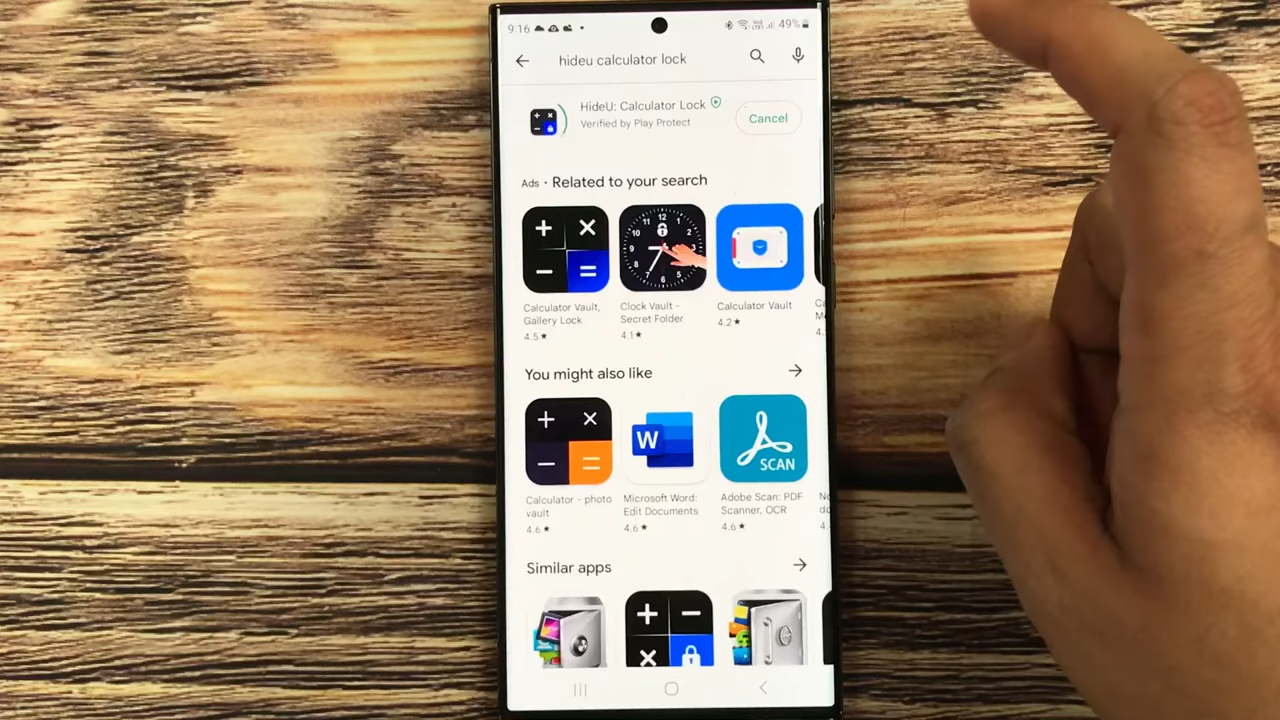 9:16
49%
hideu calculator lock
HideU: Calculator Lock
Verified by Play Protect
Cancel
Ads • Related to your search
Calculator Vault,
Gallery Lock
4.5★
Clock Vault -
Secret Folder
4.1★
Calculator Vault
4.2★
You might also like
W
SCAN
Calculator - photo
vault
4.6★
Microsoft Word:
Edit Documents
4.6★
Adobe Scan: PDF
Scanner, OCR
4.6★
Similar apps